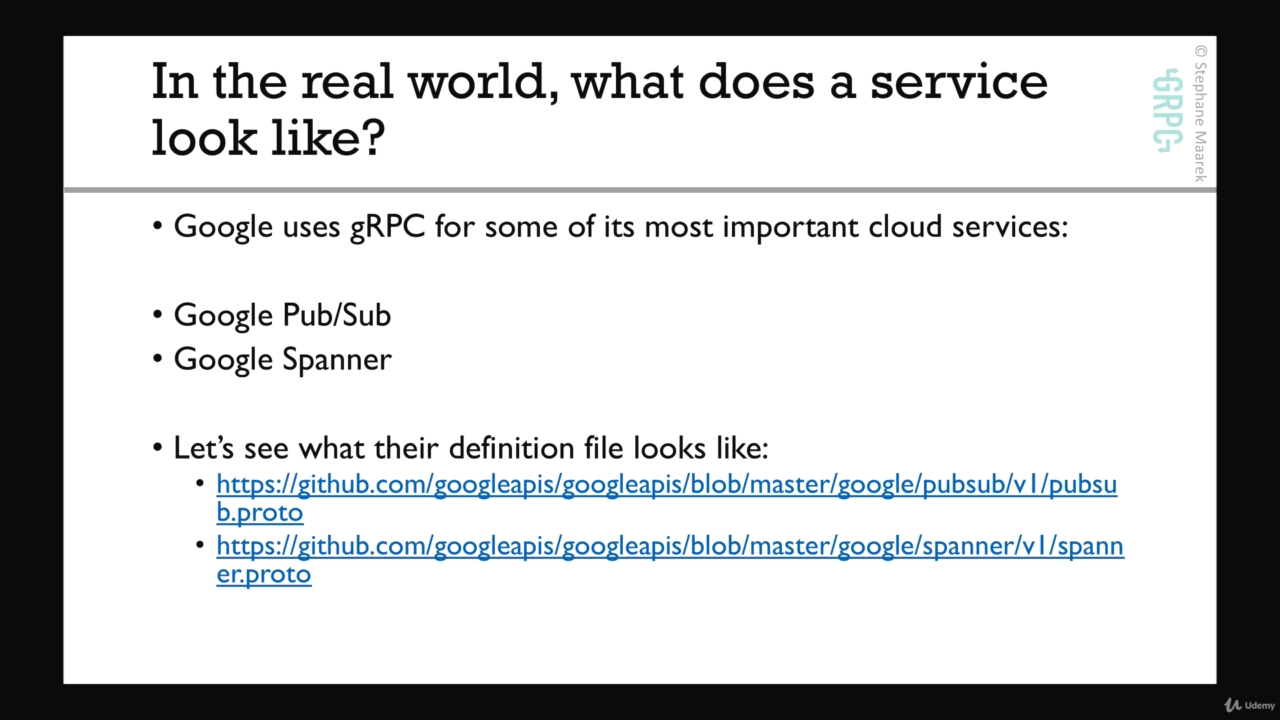 In the real world, what does a service
look like?
GRPC
© Stephane Maarek
• Google uses gRPC for some of its most important cloud services:
• Google Pub/Sub
• Google Spanner
• Let's see what their definition file looks like:
• https://github.com/googleapis/googleapis/blob/master/google/pubsub/v1/pubsu
b.proto
• https://github.com/googleapis/googleapis/blob/master/google/spanner/v1/spann
er.proto
Udemy